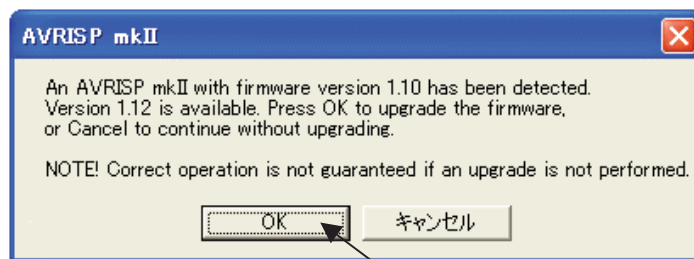 AVRISP mkII
An AVRISP mkII with firmware version 1.10 has been detected.
Version 1.12 is available. Press OK to upgrade the firmware,
or Cancel to continue without upgrading.
NOTE! Correct operation is not guaranteed if an upgrade is not performed.
OK
キャンセル